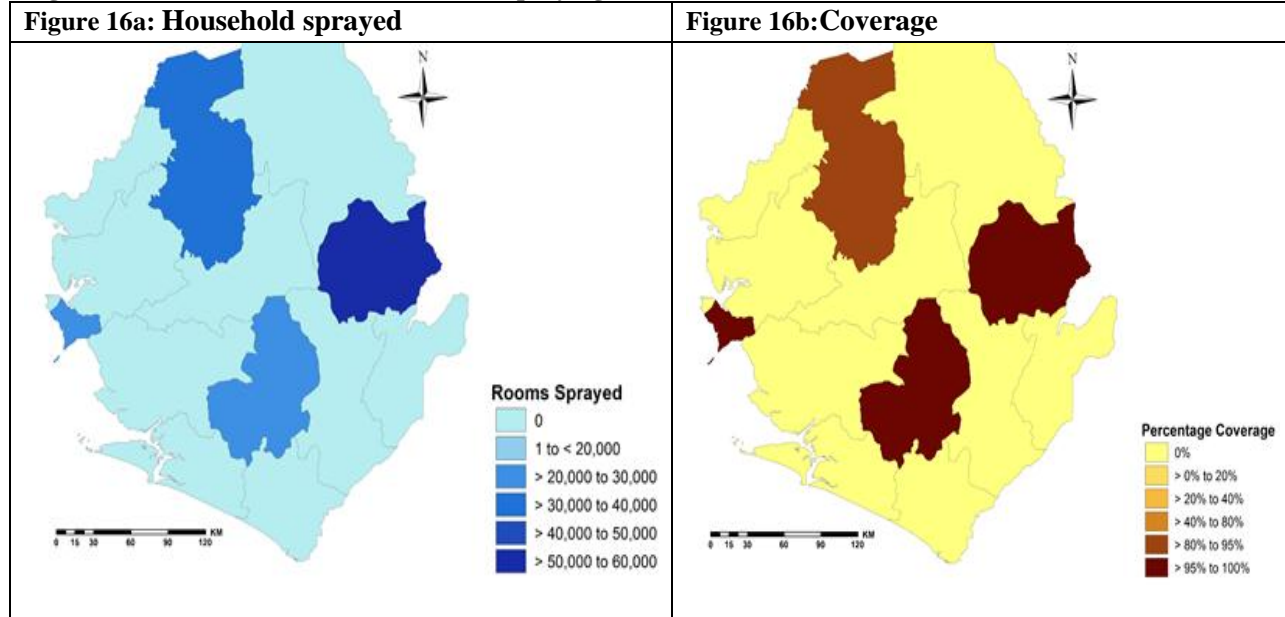 Figure 16a: Household sprayed
N
Rooms Sprayed
0
1 to < 20,000
> 20,000 to 30,000
> 30,000 to 40,000
> 40,000 to 50,000
> 50,000 to 60,000
KM
0 15 30 60 90 120
Figure 16b:Coverage
N
Percentage Coverage
0%
> 0% to 20%
> 20% to 40%
> 40% to 80%
> 80% to 95%
> 95% to 100%
KM
0 15 30 60 90 120